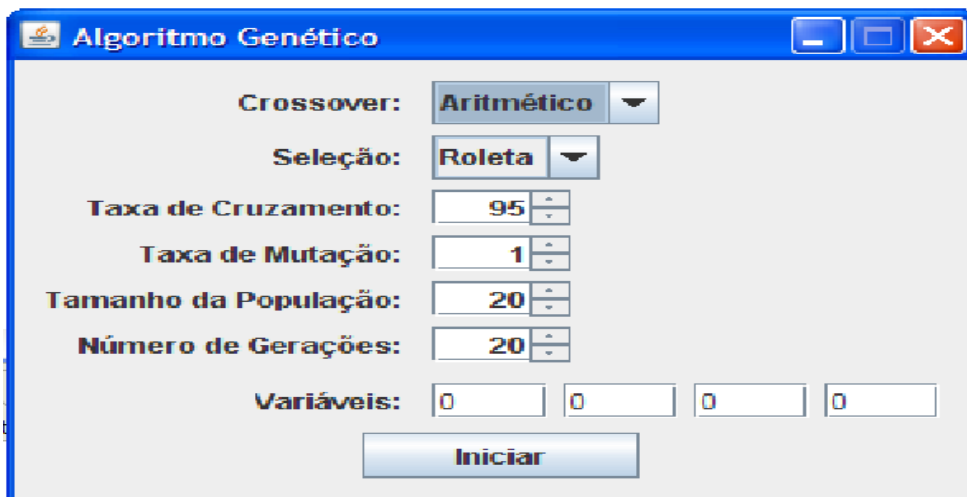 Algoritmo Genético
Crossover: Aritmético
Seleção: Roleta
Taxa de Cruzamento: 95
Taxa de Mutação: 1
Tamanho da População: 20
Número de Gerações: 20
Variáveis: 0 0 0 0
Iniciar